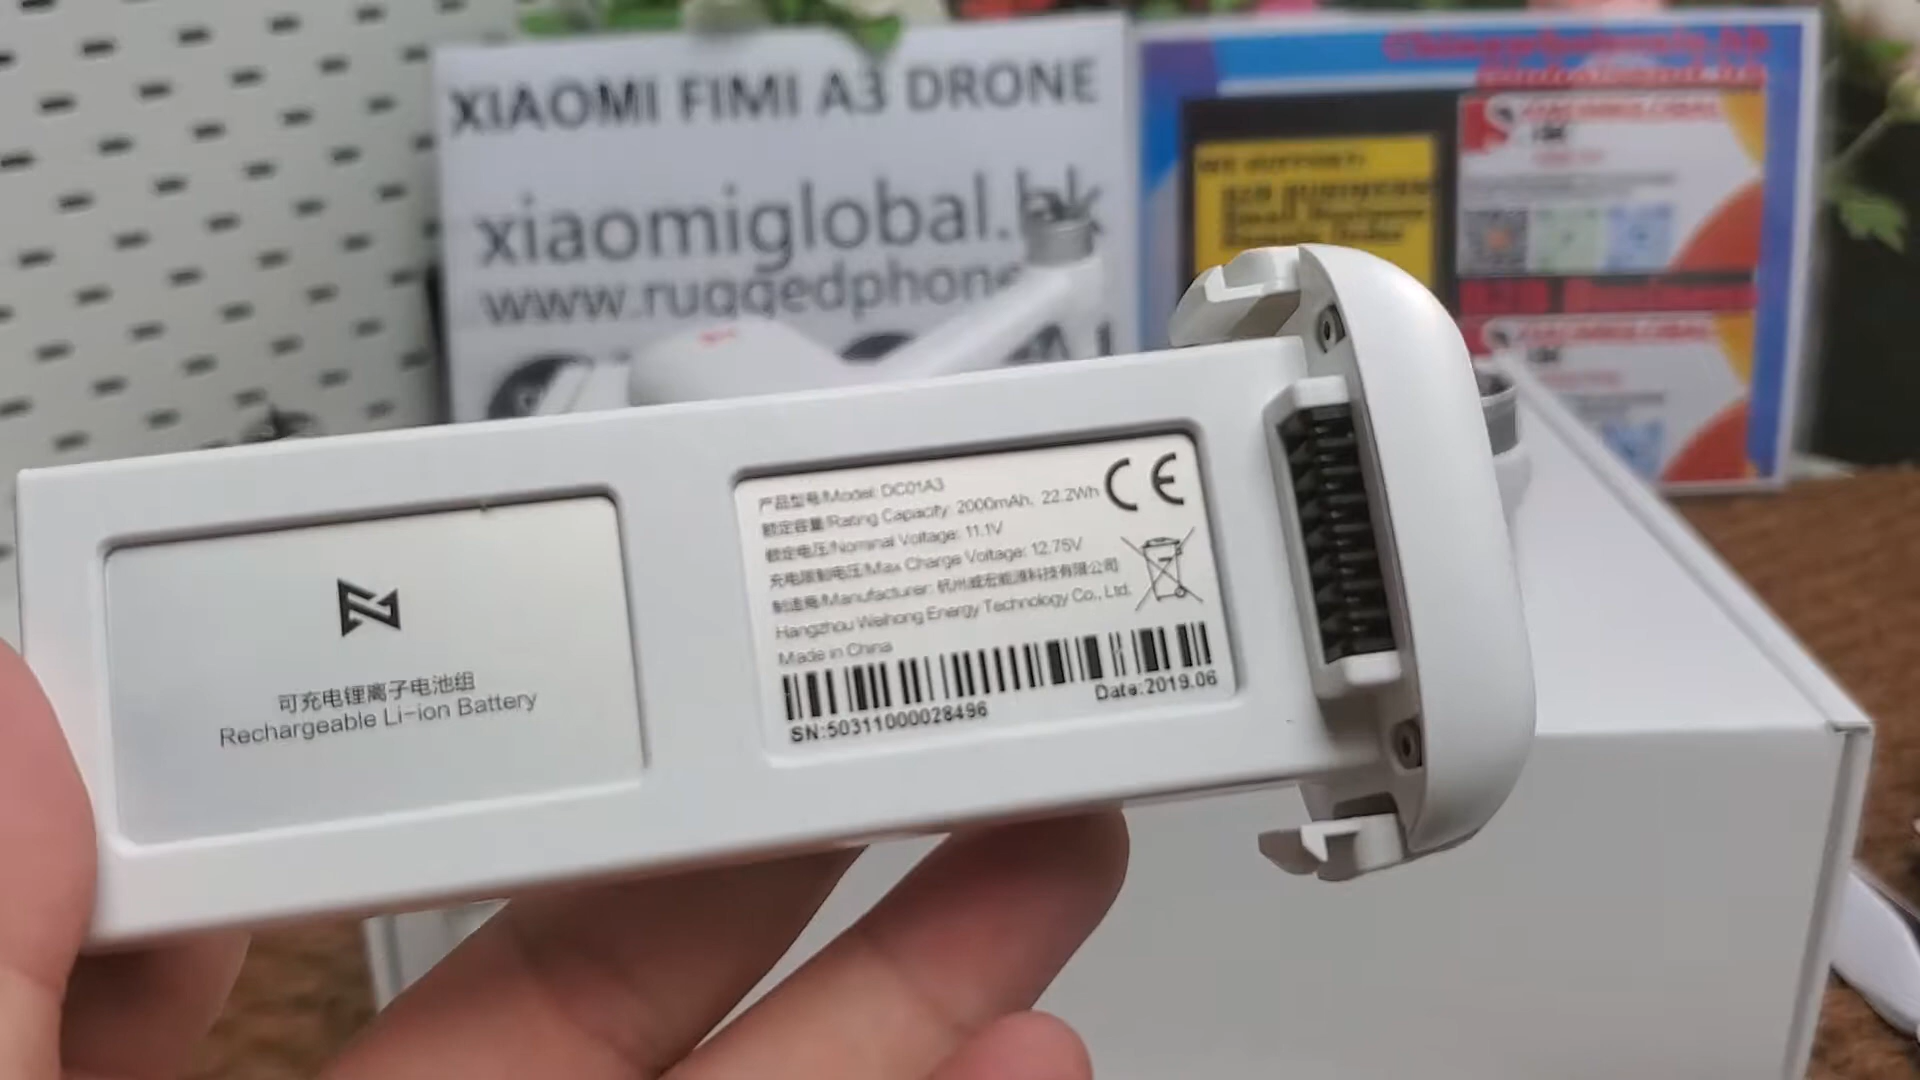 XIAOMI FIMI A3 DRONE
xiaomiglobal.hk
www.ruggedphone
WE SUPPORT:
可充电锂离子电池组
Rechargeable Li-ion Battery
产品型号/Model: DC01A3
额定容量/Rating Capacity: 2000mAh, 22.2Wh
额定电压/Nominal Voltage: 11.1V
充电限制电压/Max Charge Voltage: 12.75V
制造商/Manufacturer: 杭州威宏能源科技有限公司
Hangzhou Weihong Energy Technology Co., Ltd.
Made in China
CE
SN:50311000028496
Date:2019.06